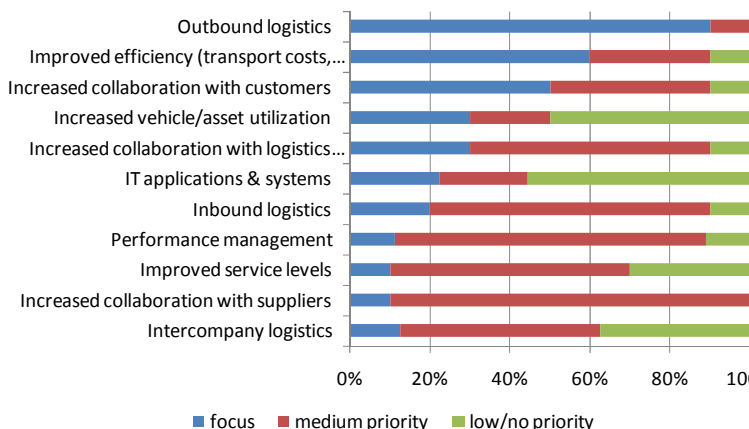 Outbound logistics
Improved efficiency (transport costs,...
Increased collaboration with customers
Increased vehicle/asset utilization
Increased collaboration with logistics...
IT applications & systems
Inbound logistics
Performance management
Improved service levels
Increased collaboration with suppliers
Intercompany logistics
0% 20% 40% 60% 80% 100
focus medium priority low/no priority